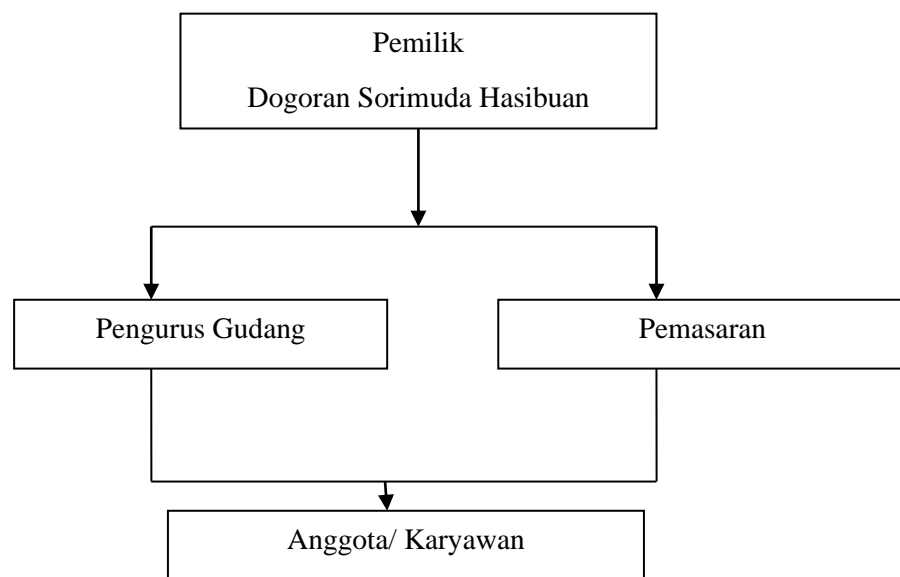 Pemilik
Dogoran Sorimuda Hasibuan
Pengurus Gudang
Pemasaran
Anggota/ Karyawan